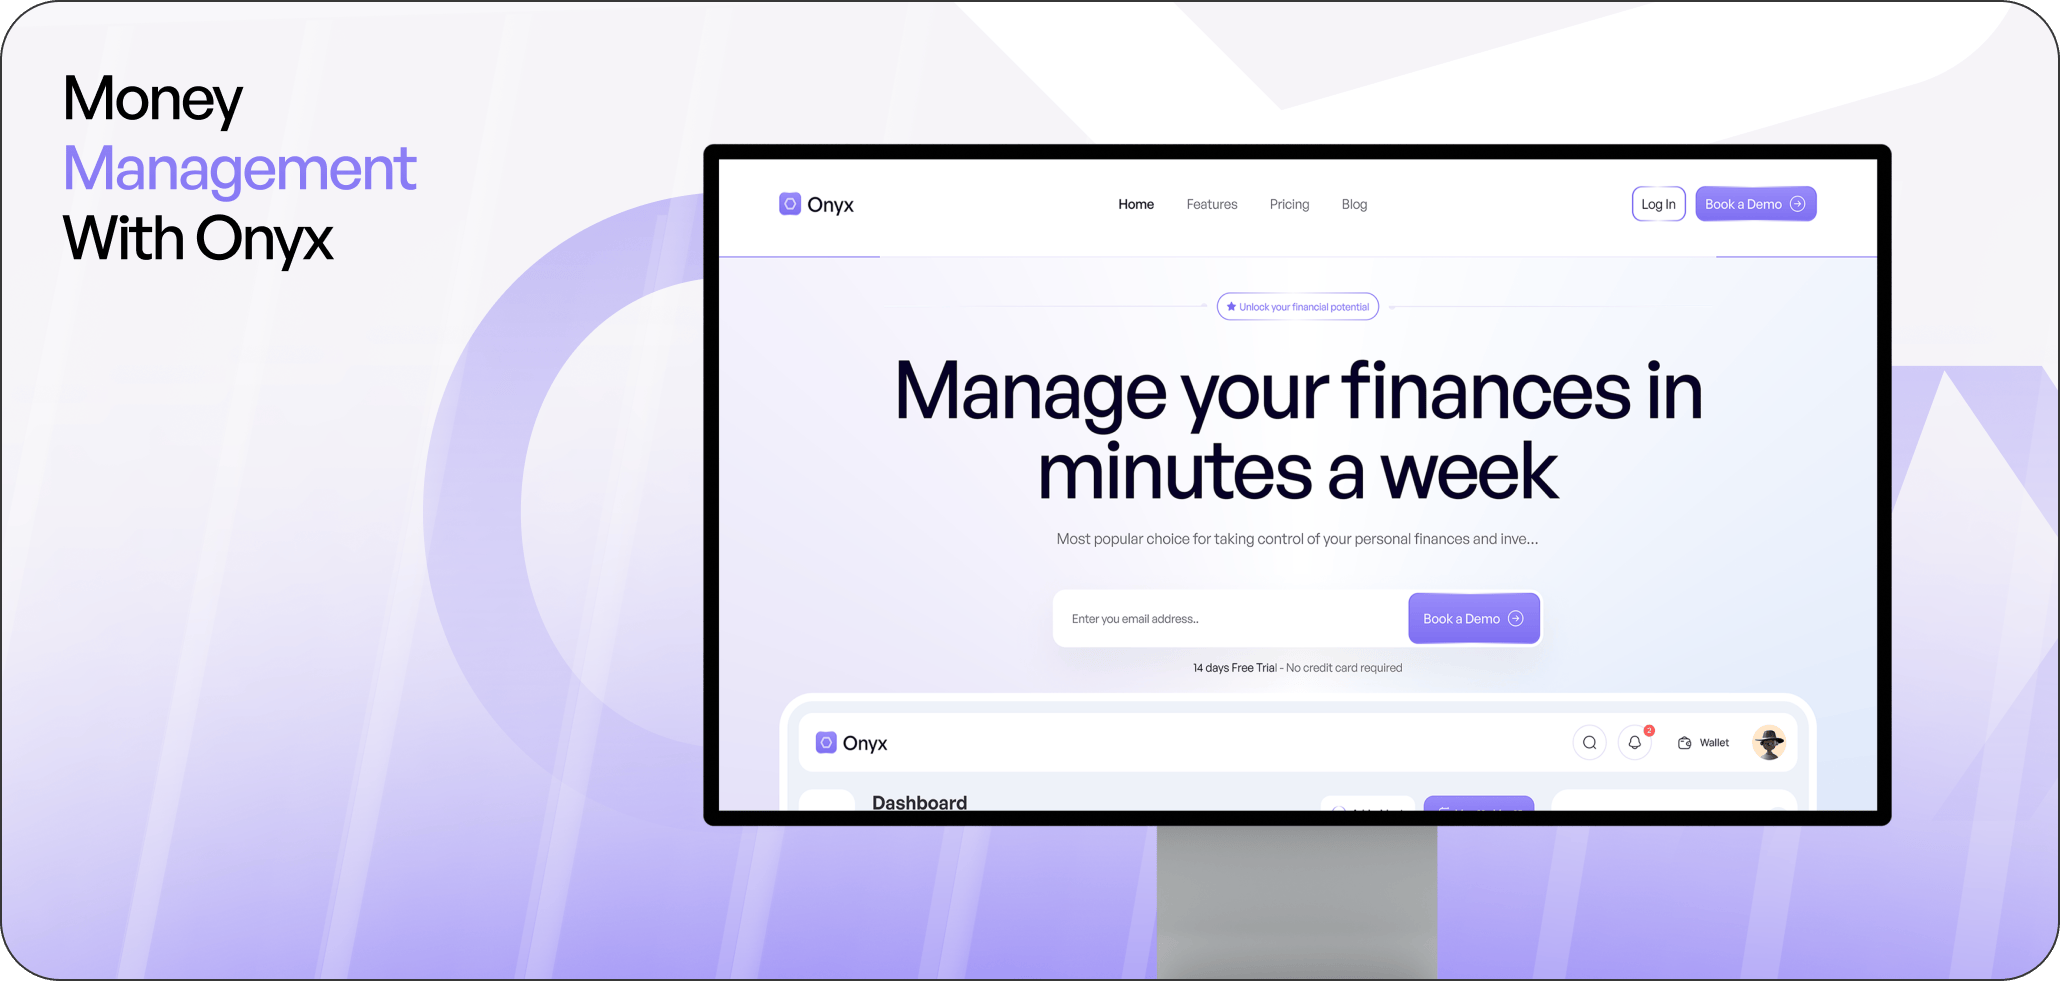 Money
Management
With Onyx
Onyx
Home Features Pricing Blog
Log In
Book a Demo
Unlock your financial potential
Manage your finances in
minutes a week
Most popular choice for taking control of your personal finances and inve...
Enter you email address..
Book a Demo
14 days Free Trial - No credit card required
Onyx
2
Wallet
Dashboard